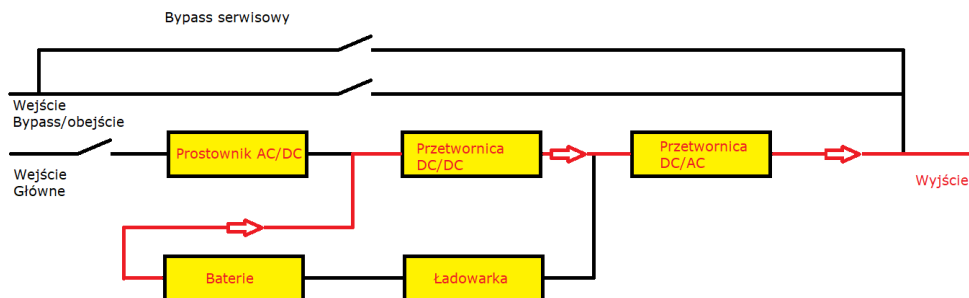 Bypass serwisowy
Wejście
Bypass/obejście
Prostownik AC/DC
Przetwornica
DC/DC
Przetwornica
DC/AC
Wejście
Główne
Wyjście
Baterie
Ładowarka